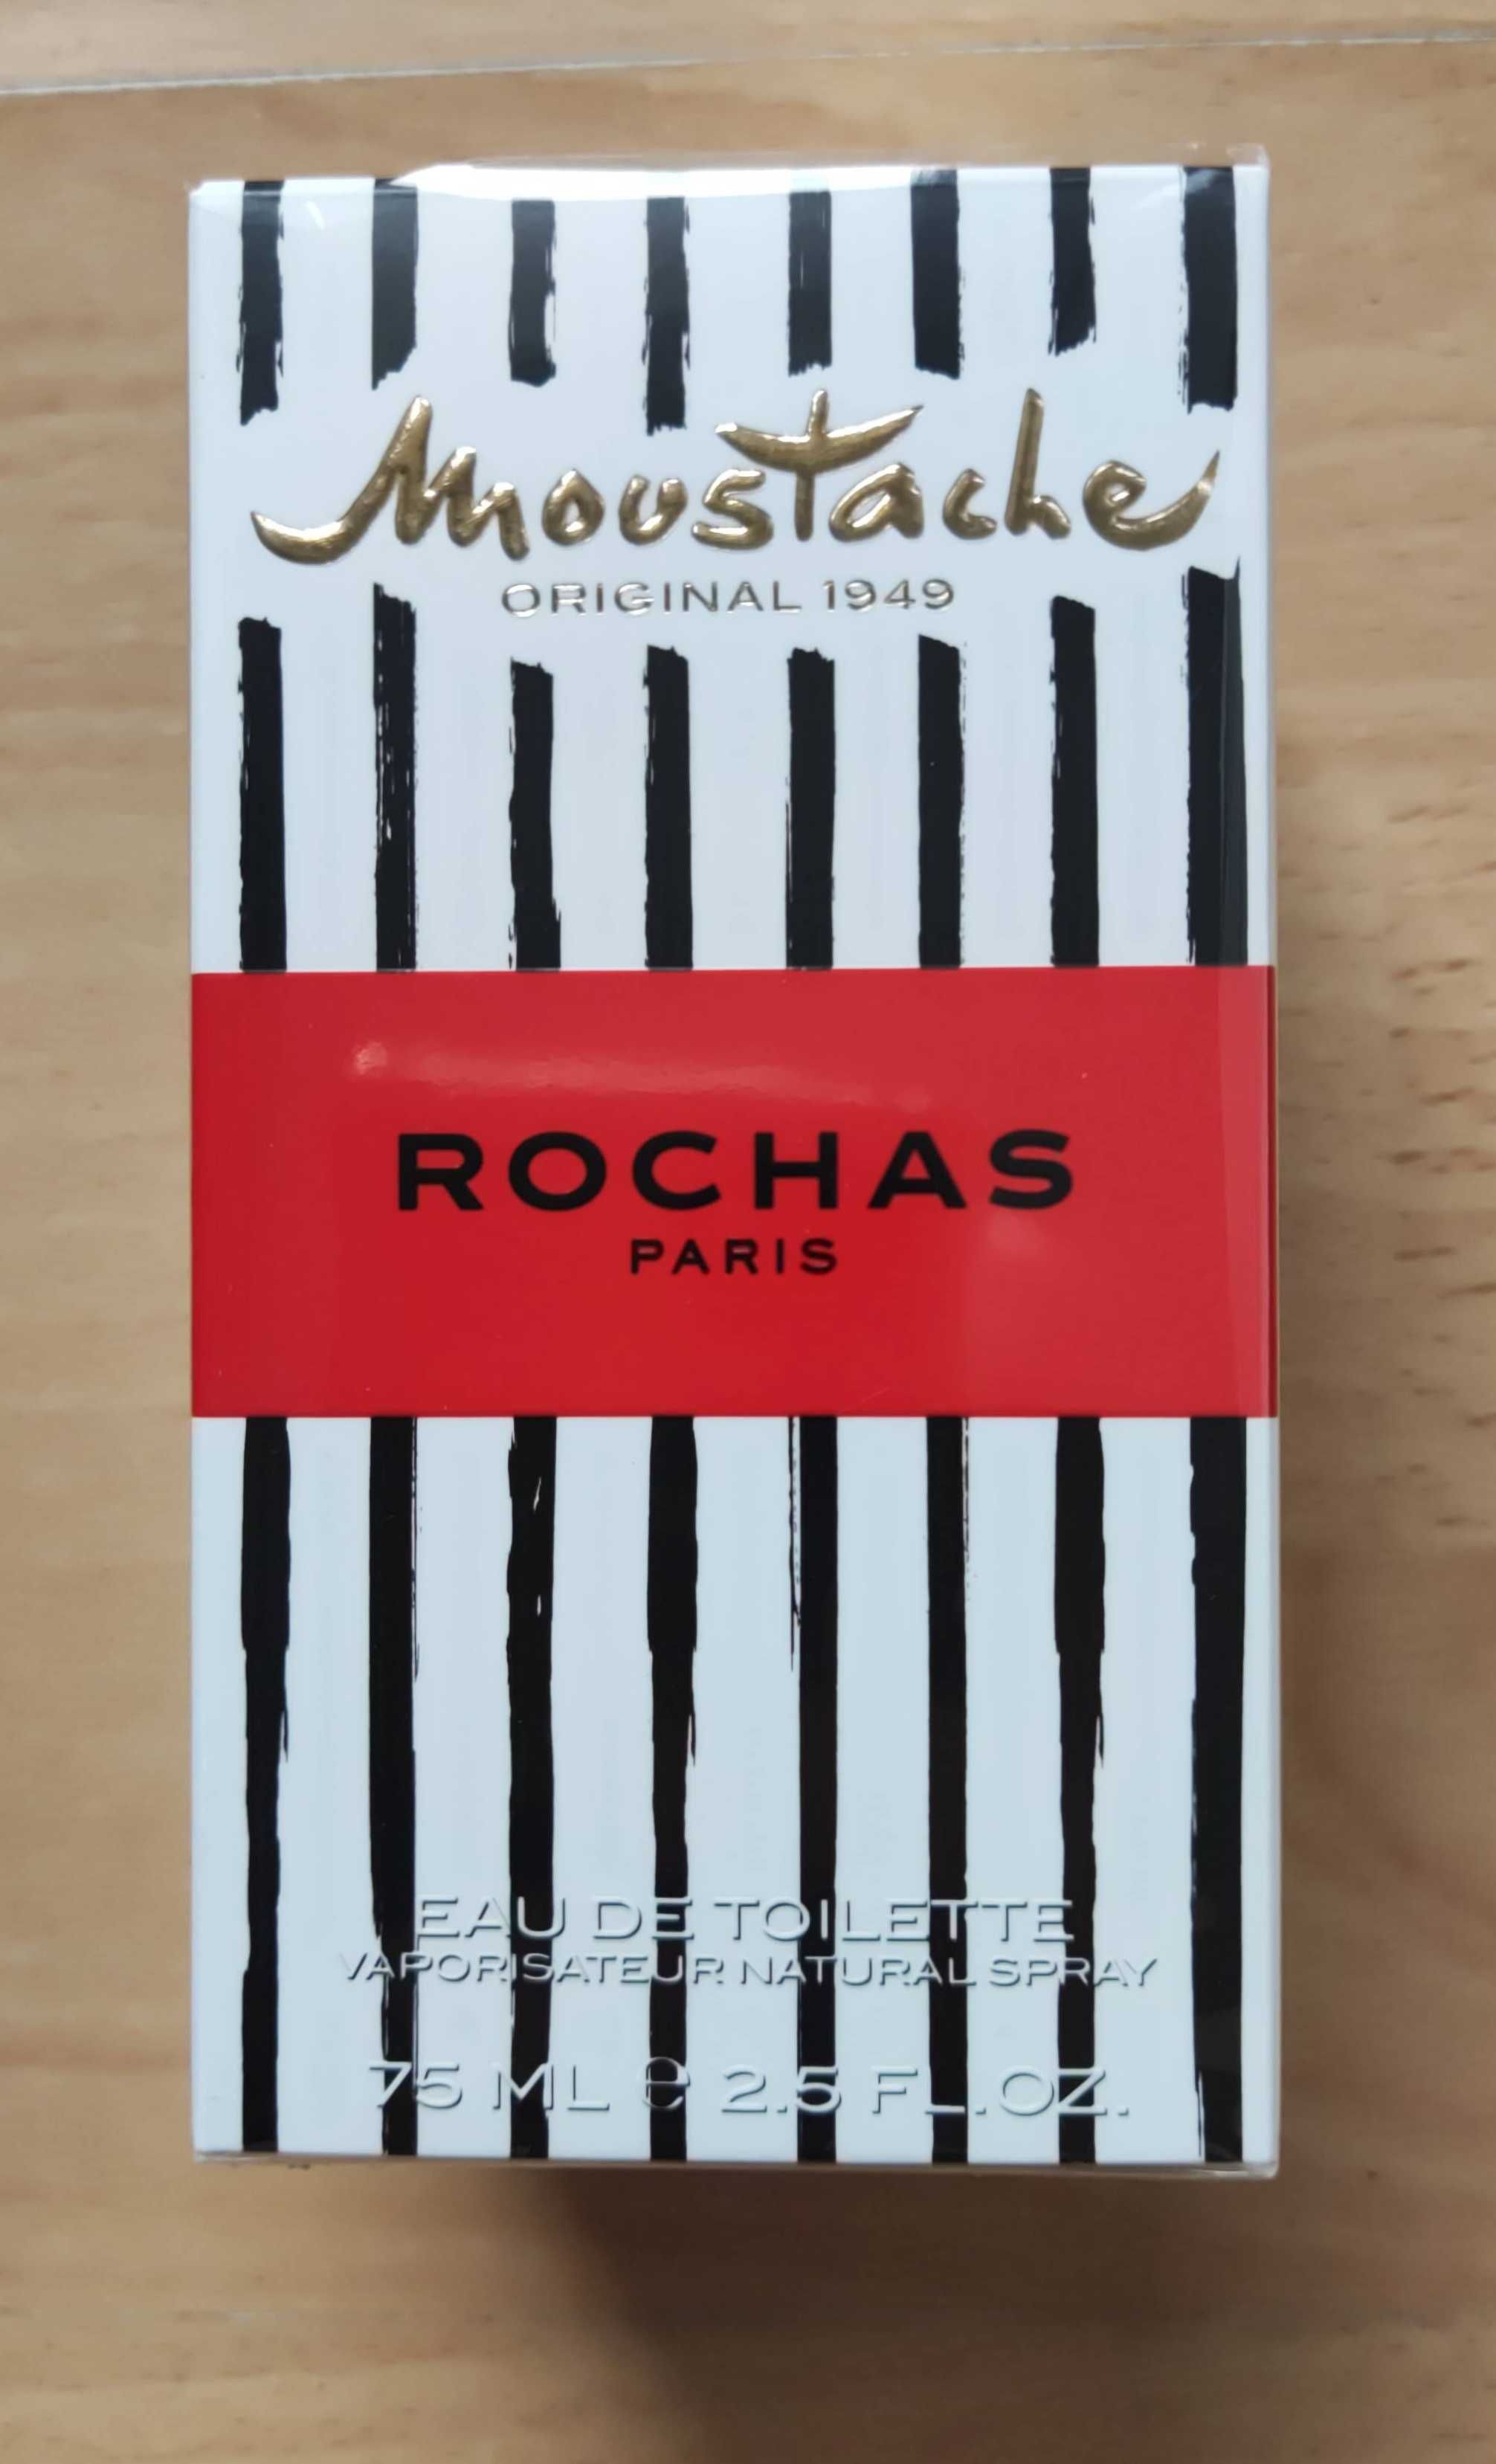 Moustache
ORIGINAL 1949
ROCHAS
PARIS
EAU DE TOILETTE
VAPORISATEUR NATURAL SPRAY
75 ML ℮ 2.5 FL.OZ.